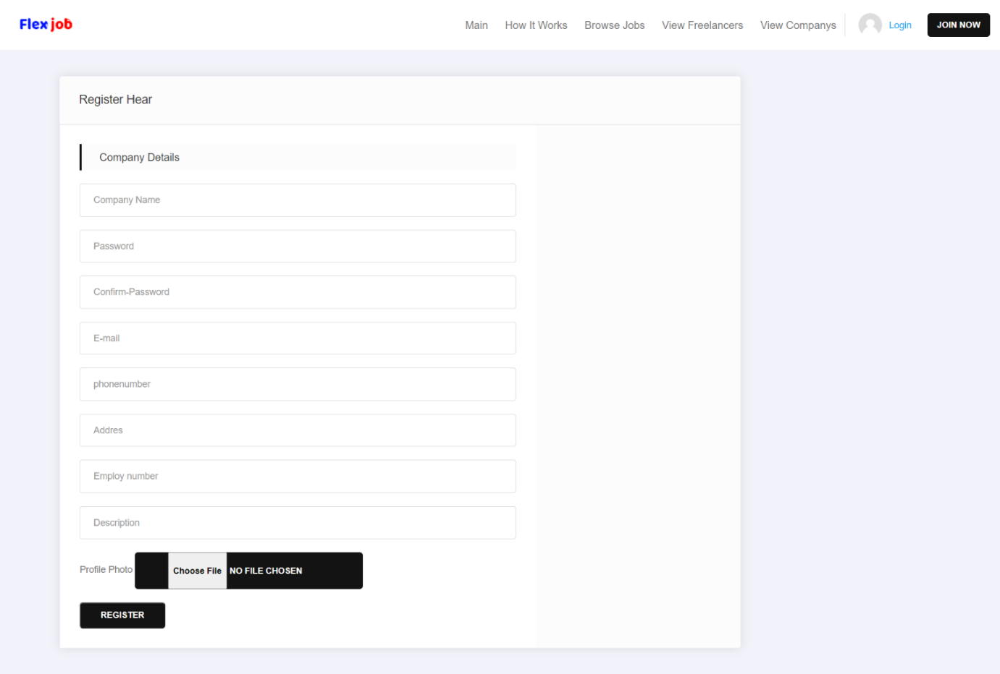 Flex job
Main How It Works Browse Jobs View Freelancers View Companys Login JOIN NOW
Register Hear
Company Details
Company Name
Password
Confirm-Password
E-mail
phonenumber
Addres
Employ number
Description
Profile Photo Choose File NO FILE CHOSEN
REGISTER